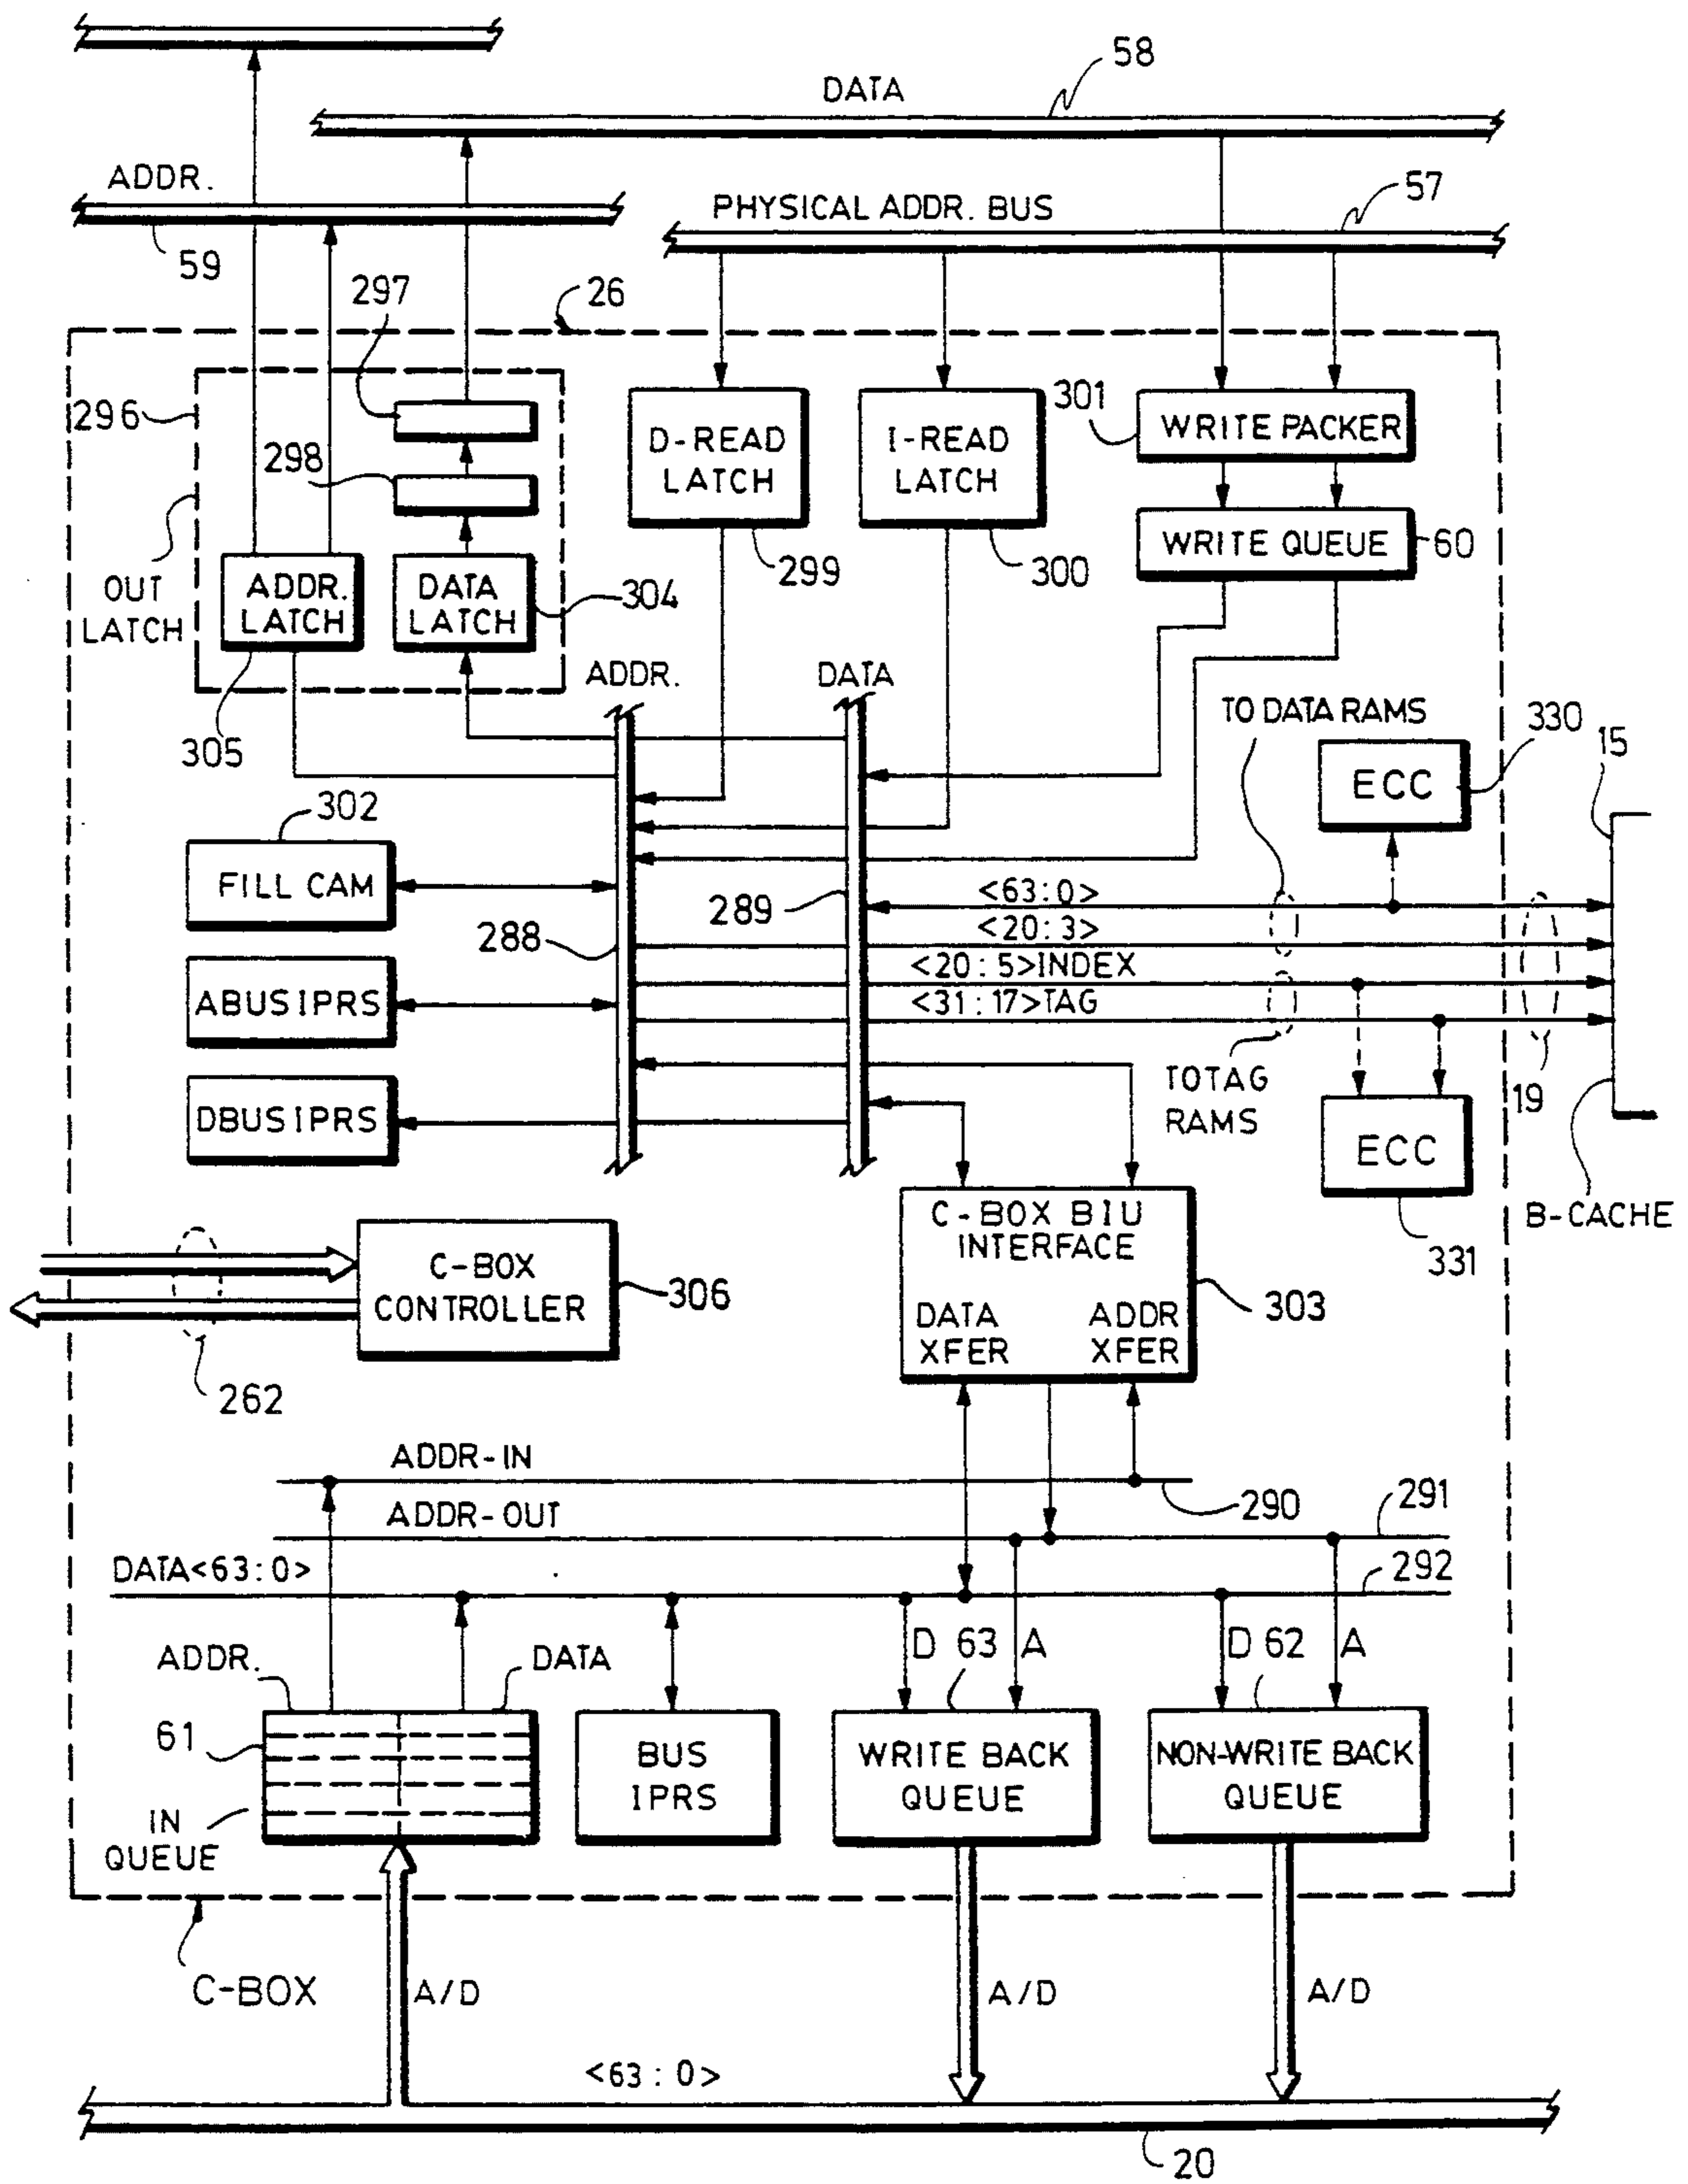 58
DATA
57
ADDR.
PHYSICAL ADDR. BUS
59
297
26
296
298
301
D-READ
LATCH
I-READ
LATCH
WRITE PACKER
299
300
WRITE QUEUE
60
OUT
LATCH
ADDR.
LATCH
DATA
LATCH
304
305
ADDR.
DATA
TO DATA RAMS
330
15
ECC
302
FILL CAM
288
289
<63:0>
<20:3>
<20:5>INDEX
<31:17>TAG
ABUS IPRS
DBUS IPRS
TOTAG
RAMS
19
ECC
331
B-CACHE
C-BOX
CONTROLLER
306
262
C-BOX BIU
INTERFACE
DATA
XFER
ADDR
XFER
303
ADDR-IN
290
ADDR-OUT
291
DATA<63:0>
292
ADDR.
DATA
D 63 A
D 62 A
61
IN
QUEUE
BUS
IPRS
WRITE BACK
QUEUE
NON-WRITE BACK
QUEUE
C-BOX
A/D
A/D
A/D
<63:0>
20